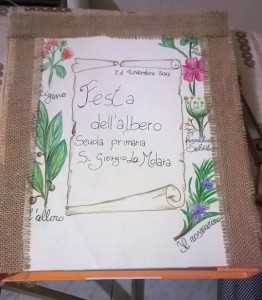 21 novembre
Festa
dell'albero
Scuola primaria
S. Giorgio La Molara
l'alloro
Il rosmarino